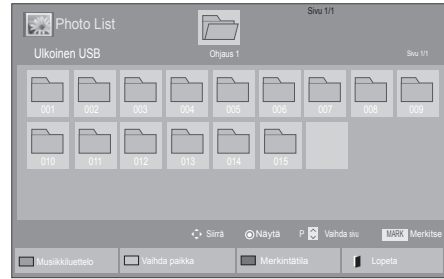 Sivu 1/1
Photo List
Ulkoinen USB
Ohjaus 1
Sivu 1/1
001 002 003 004 005 006 007 008 009
010 011 012 013 014 015
Siirrä Näytä P Vaihda sivu MARK Merkitse
Musiikkiluettelo Vaihda paikka Merkintätila Lopeta